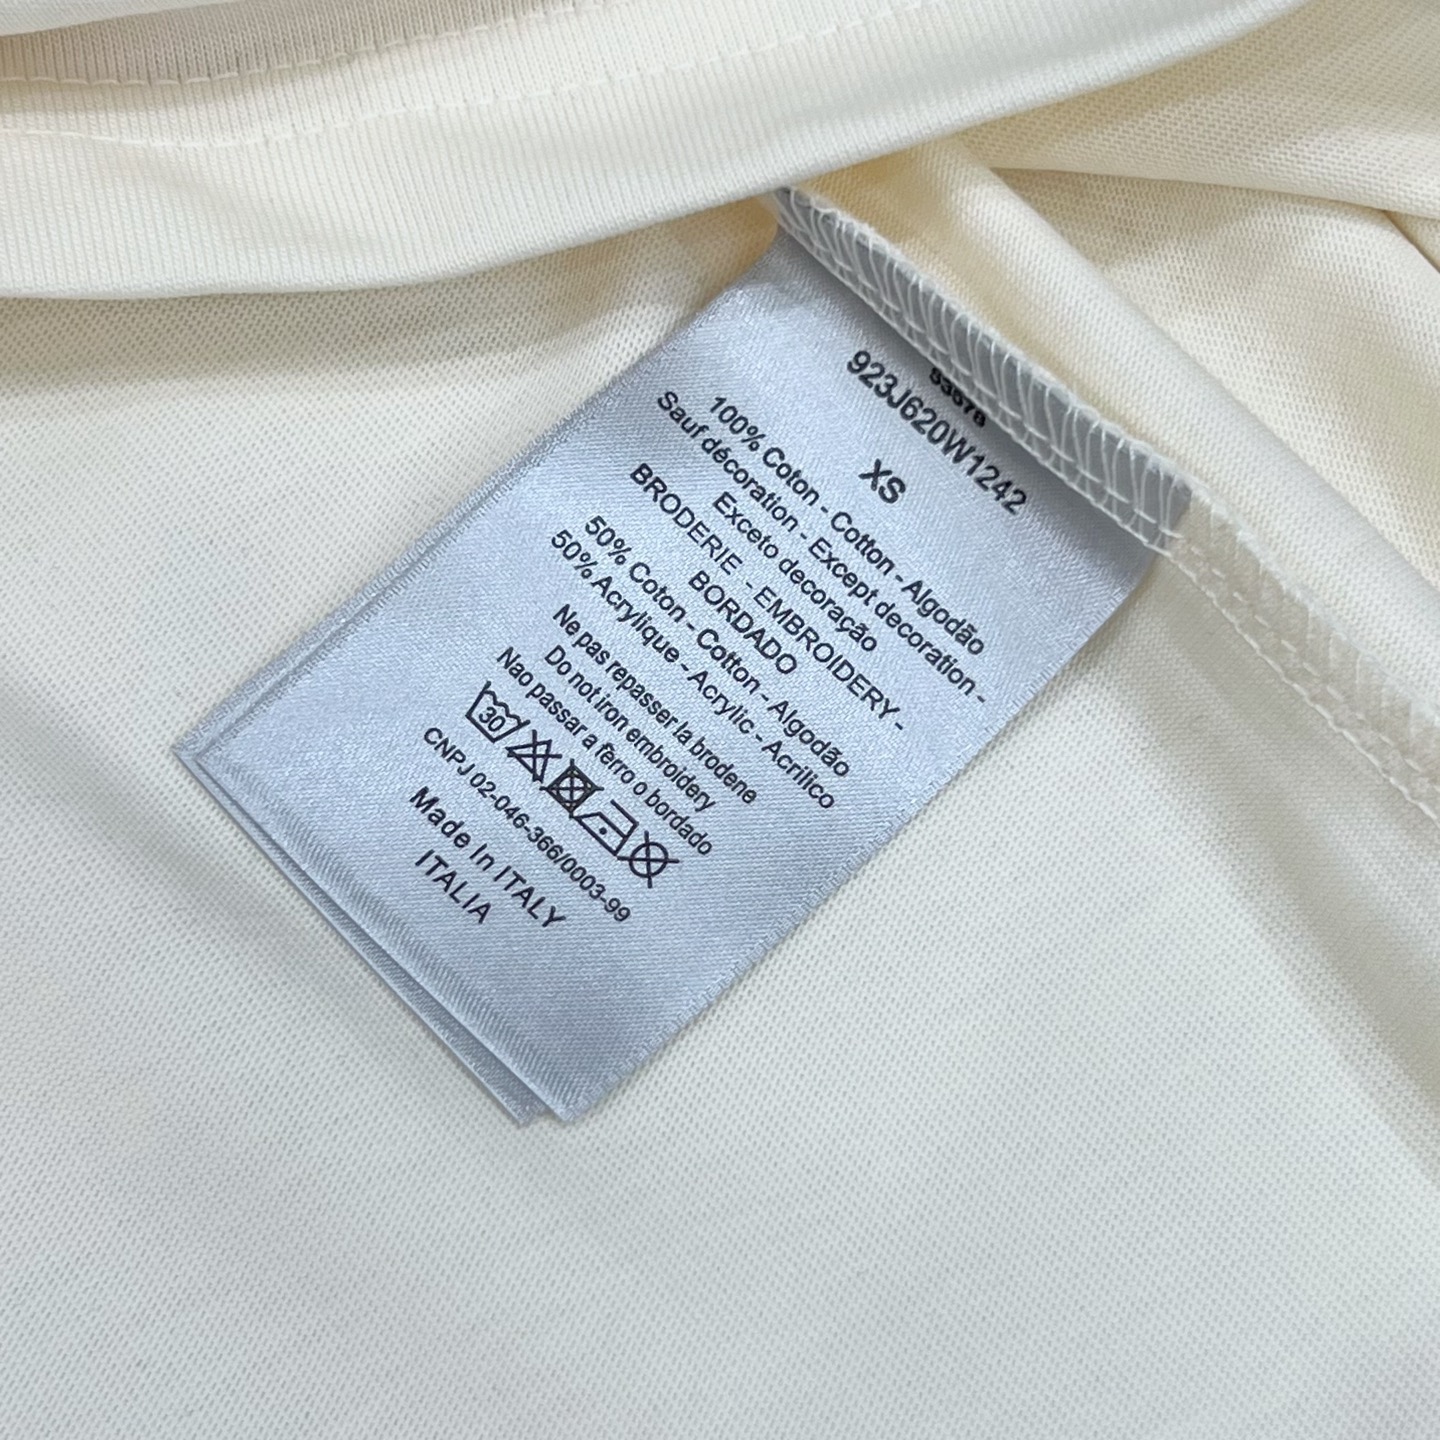 923J620W1242
XS
100% Coton - Cotton - Algodão
Sauf décoration - Except decoration -
Exceto decoração
BRODERIE - EMBROIDERY -
BORDADO
50% Coton - Cotton - Algodão
50% Acrylique - Acrylic - Acrilico
Ne pas repasser la brodene
Do not iron embroidery
Nao passar a ferro o bordado
30
CNPJ 02-046-366/0003-99
Made In ITALY
ITALIA